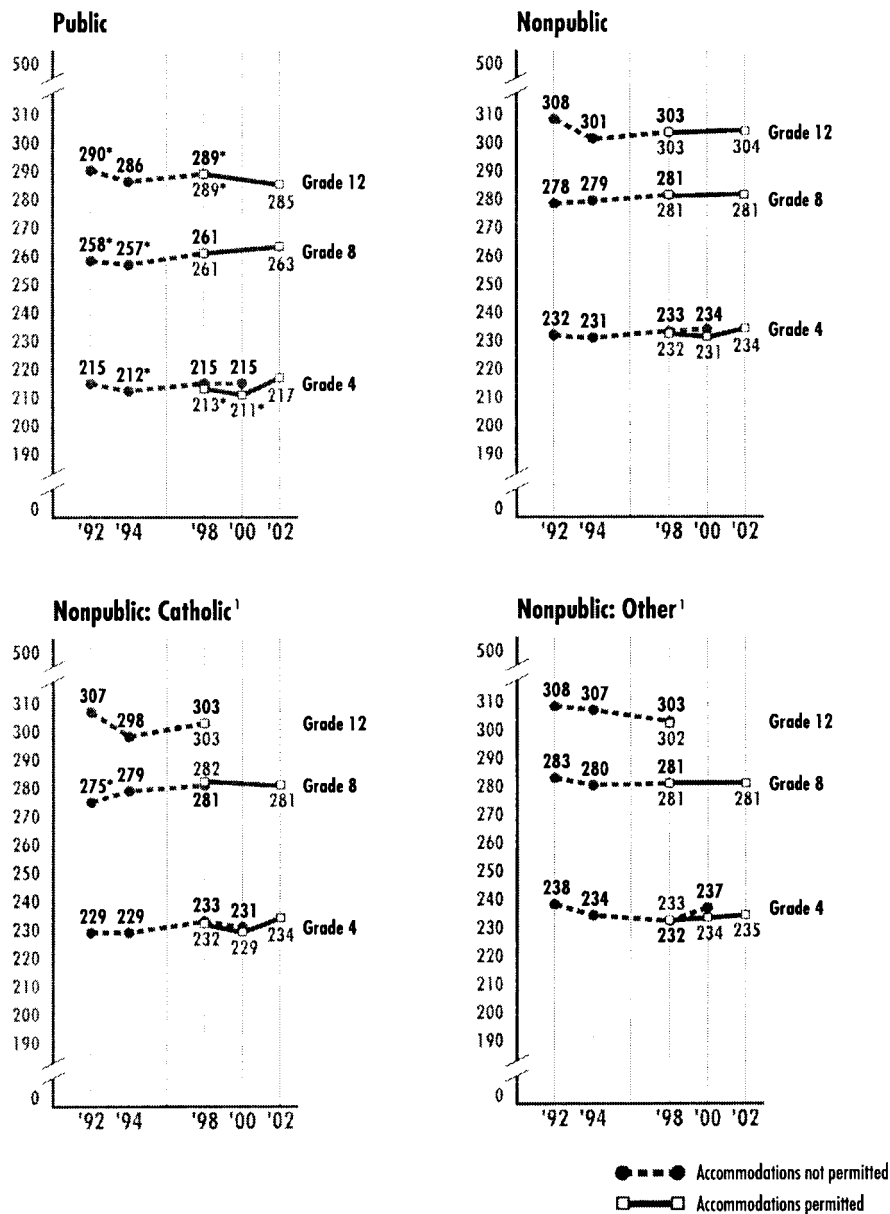 Public
500
310
300
290
280
270
260
250
240
230
220
210
200
190
0
290* 286 289*
289* 285
Grade 12
258* 257* 261
261 263
Grade 8
215 212* 215 215
213* 211* 217
Grade 4
'92 '94 '98 '00 '02
Nonpublic
500
310
300
290
280
270
260
250
240
230
220
210
200
190
0
308 301 303
303 304
Grade 12
278 279 281
281 281
Grade 8
232 231 233 234
232 231 234
Grade 4
'92 '94 '98 '00 '02
Nonpublic: Catholic¹
500
310
300
290
280
270
260
250
240
230
220
210
200
190
0
307 298 303
303
Grade 12
275* 279 282
281 281
Grade 8
229 229 233 231
232 229 234
Grade 4
'92 '94 '98 '00 '02
Nonpublic: Other¹
500
310
300
290
280
270
260
250
240
230
220
210
200
190
0
308 307 303
302
Grade 12
283 280 281
281 281
Grade 8
238 234 233 237
232 234 235
Grade 4
'92 '94 '98 '00 '02
Accommodations not permitted
Accommodations permitted